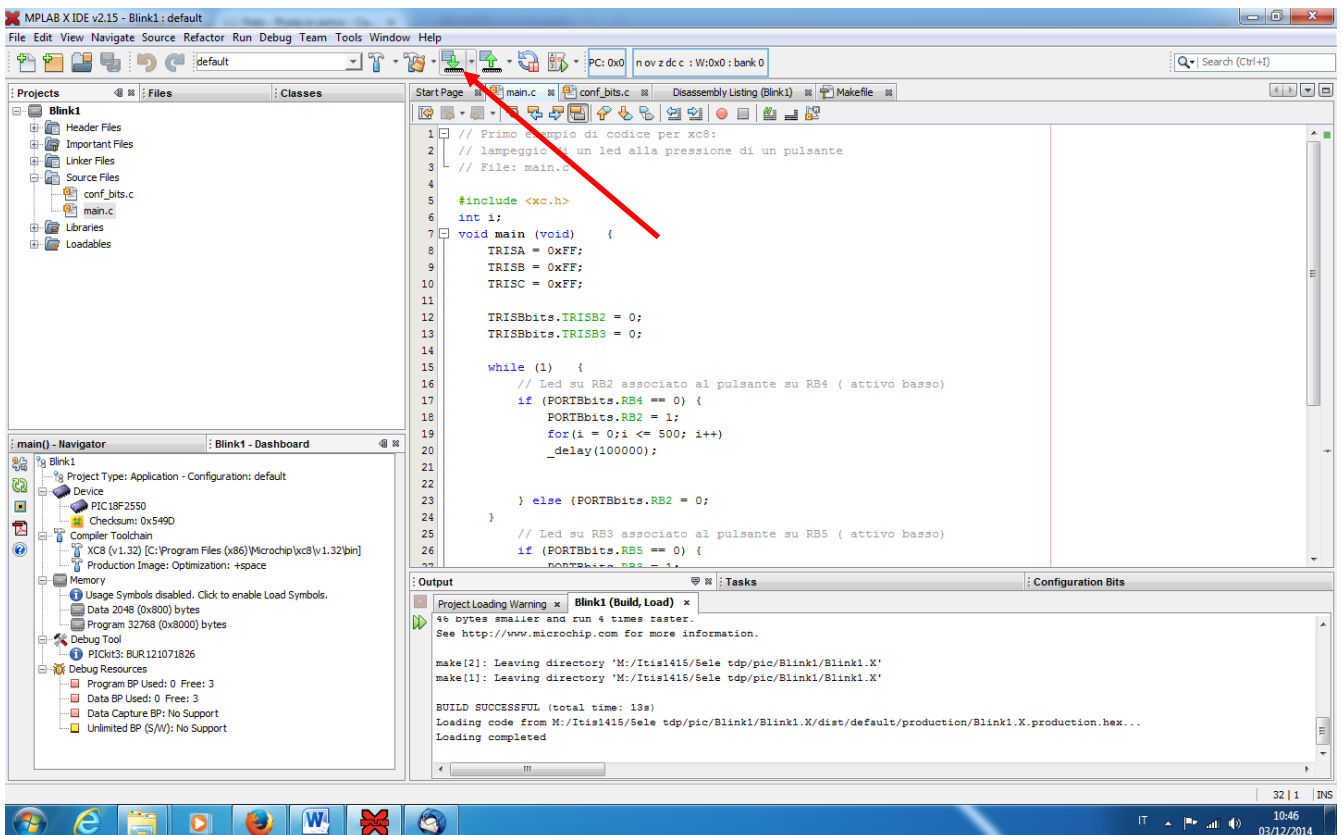 MPLAB X IDE v2.15 - Blink1 : default
File Edit View Navigate Source Refactor Run Debug Team Tools Window Help
default
PC: 0x0
n ov z dc c : W:0x0 : bank 0
Search (Ctrl+I)
Projects
Files
Classes
Blink1
Header Files
Important Files
Linker Files
Source Files
conf_bits.c
main.c
Libraries
Loadables
Start Page
main.c
conf_bits.c
Disassembly Listing (Blink1)
Makefile
1 // Primo esempio di codice per xc8:
2 // lampeggio di un led alla pressione di un pulsante
3 // File: main.c
4
5 #include <xc.h>
6 int i;
7 void main (void) {
8 TRISA = 0xFF;
9 TRISB = 0xFF;
10 TRISC = 0xFF;
11
12 TRISBbits.TRISB2 = 0;
13 TRISBbits.TRISB3 = 0;
14
15 while (1) {
16 // Led su RB2 associato al pulsante su RB4 ( attivo basso)
17 if (PORTBbits.RB4 == 0) {
18 PORTBbits.RB2 = 1;
19 for(i = 0;i <= 500; i++)
20 _delay(100000);
21
22
23 } else {PORTBbits.RB2 = 0;
24 }
25 // Led su RB3 associato al pulsante su RB5 ( attivo basso)
26 if (PORTBbits.RB5 == 0) {
27 PORTBbits.RB3 = 1;
main() - Navigator
Blink1 - Dashboard
Blink1
Project Type: Application - Configuration: default
Device
PIC18F2550
Checksum: 0x549D
Compiler Toolchain
XC8 (v1.32) [C:\Program Files (x86)\Microchip\xc8\v1.32\bin]
Production Image: Optimization: +space
Memory
Usage Symbols disabled. Click to enable Load Symbols.
Data 2048 (0x800) bytes
Program 32768 (0x8000) bytes
Debug Tool
PICkit3: BUR121071826
Debug Resources
Program BP Used: 0 Free: 3
Data BP Used: 0 Free: 3
Data Capture BP: No Support
Unlimited BP (S/W): No Support
Output
Tasks
Configuration Bits
Project Loading Warning
Blink1 (Build, Load)
46 bytes smaller and run 4 times faster.
See http://www.microchip.com for more information.
make[2]: Leaving directory 'M:/Itis1415/5ele tdp/pic/Blink1/Blink1.X'
make[1]: Leaving directory 'M:/Itis1415/5ele tdp/pic/Blink1/Blink1.X'
BUILD SUCCESSFUL (total time: 13s)
Loading code from M:/Itis1415/5ele tdp/pic/Blink1/Blink1.X/dist/default/production/Blink1.X.production.hex...
Loading completed
32 | 1 INS
IT
10:46
03/12/2014